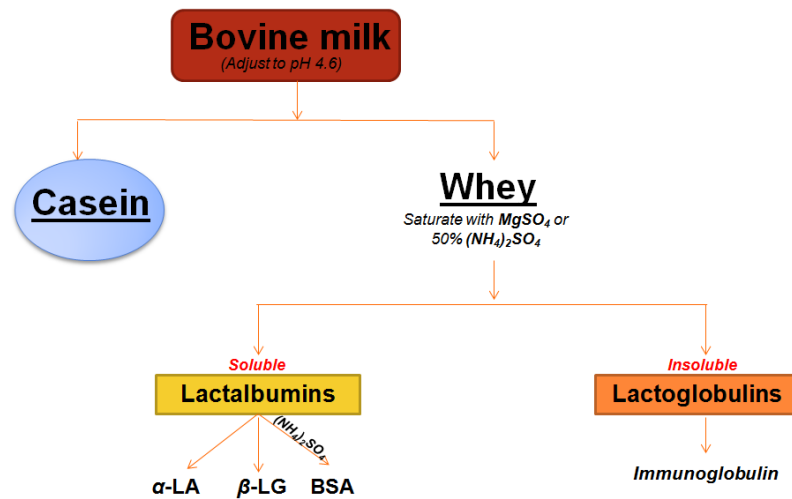 Bovine milk
(Adjust to pH 4.6)
Casein
Whey
Saturate with MgSO₄ or
50% (NH₄)₂SO₄
Soluble
Insoluble
Lactalbumins
Lactoglobulins
(NH₄)₂SO₄
α-LA
β-LG
BSA
Immunoglobulin